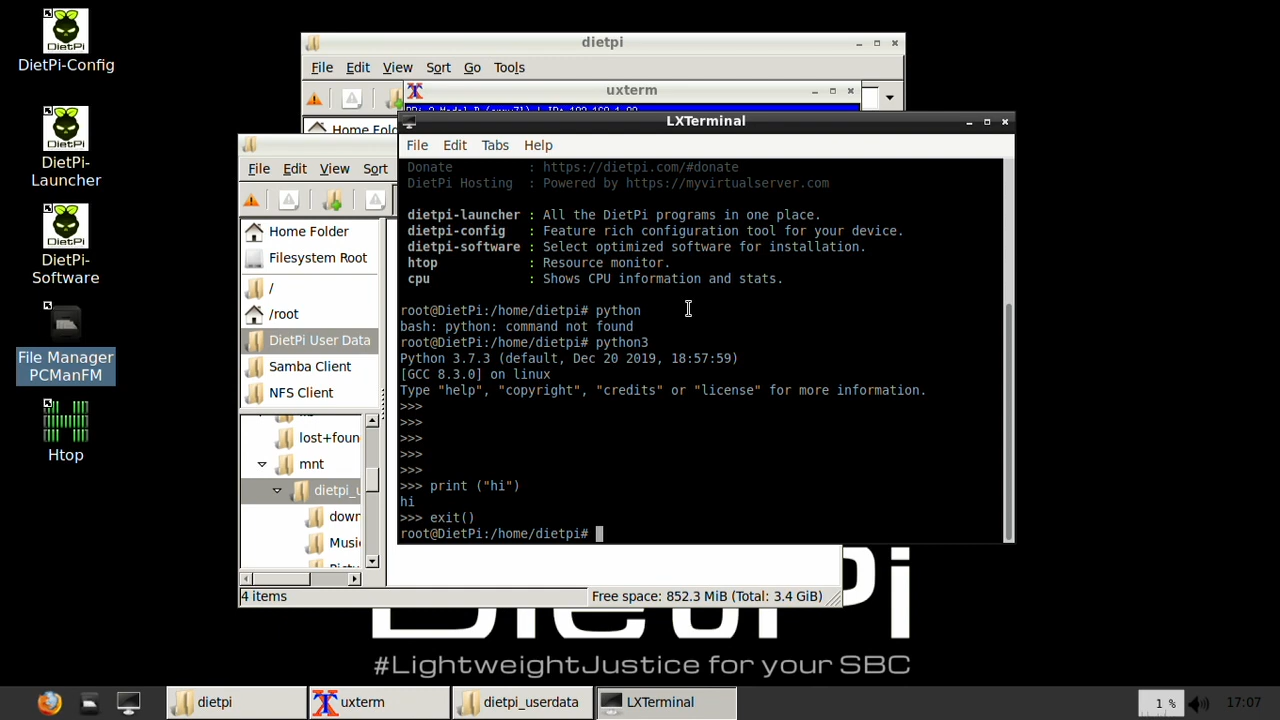 DietPi-Config
DietPi-
Launcher
DietPi-
Software
File Manager
PCManFM
Htop
dietpi
File Edit View Sort Go Tools
Home Fold
uxterm
File Edit View Sort
Home Folder
Filesystem Root
/
/root
DietPi User Data
Samba Client
NFS Client
lost+foun
mnt
dietpi_u
down
Music
4 items
Free space: 852.3 MiB (Total: 3.4 GiB)
LXTerminal
File Edit Tabs Help
Donate : https://dietpi.com/#donate
DietPi Hosting : Powered by https://myvirtualserver.com
dietpi-launcher : All the DietPi programs in one place.
dietpi-config : Feature rich configuration tool for your device.
dietpi-software : Select optimized software for installation.
htop : Resource monitor.
cpu : Shows CPU information and stats.
root@DietPi:/home/dietpi# python
bash: python: command not found
root@DietPi:/home/dietpi# python3
Python 3.7.3 (default, Dec 20 2019, 18:57:59)
[GCC 8.3.0] on linux
Type "help", "copyright", "credits" or "license" for more information.
>>>
>>>
>>>
>>>
>>>
>>> print ("hi")
hi
>>> exit()
root@DietPi:/home/dietpi#
DietPi
#LightweightJustice for your SBC
dietpi
uxterm
dietpi_userdata
LXTerminal
1 %
17:07